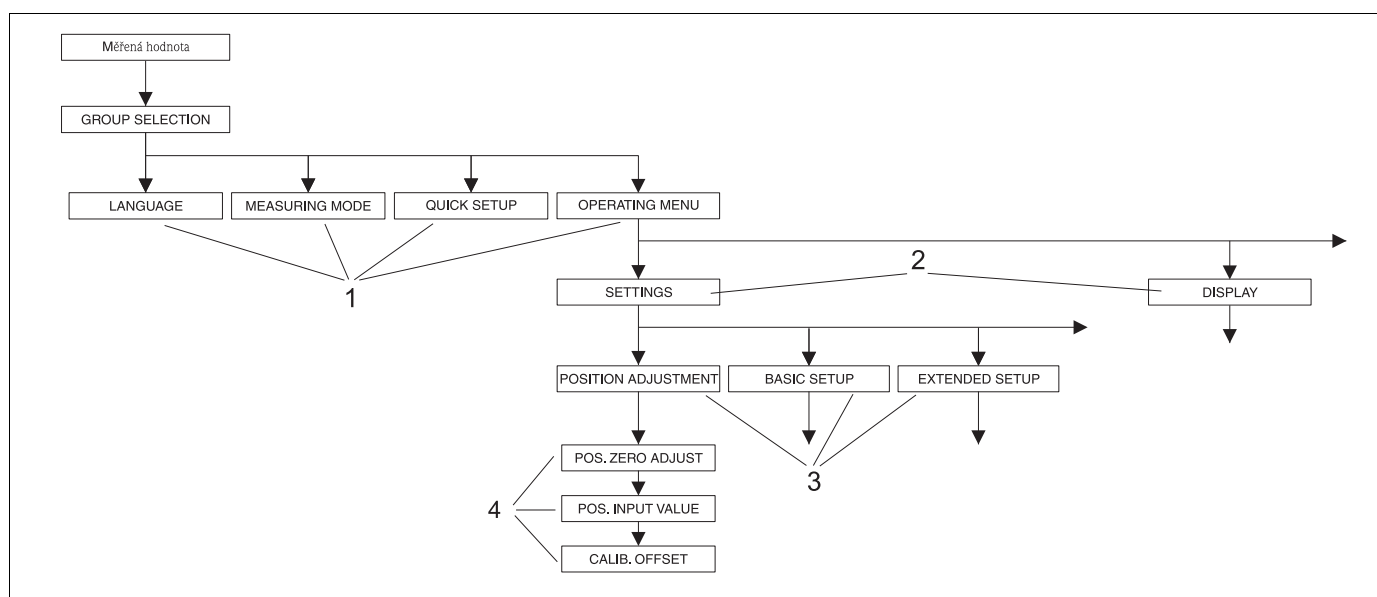 Měřená hodnota
GROUP SELECTION
LANGUAGE
MEASURING MODE
QUICK SETUP
OPERATING MENU
1
2
SETTINGS
DISPLAY
POSITION ADJUSTMENT
BASIC SETUP
EXTENDED SETUP
3
POS. ZERO ADJUST
4
POS. INPUT VALUE
CALIB. OFFSET